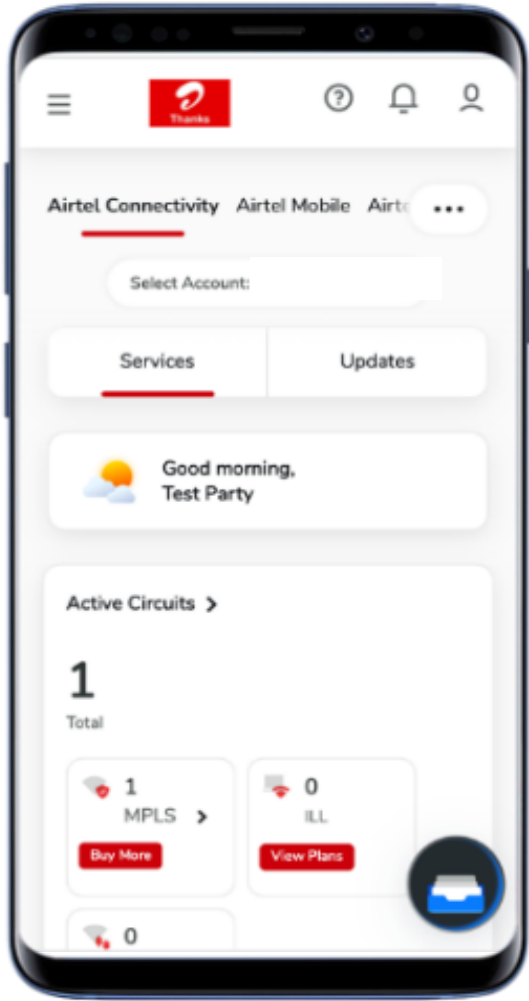 Thanks
Airtel Connectivity Airtel Mobile Airt
Select Account:
Services Updates
Good morning,
Test Party
Active Circuits >
1
Total
1
MPLS >
Buy More
0
ILL
View Plans
0